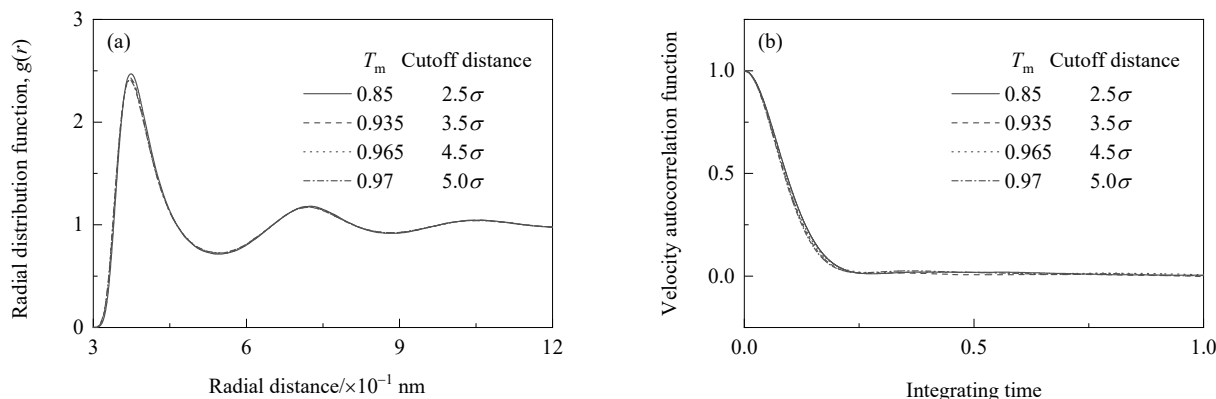 (a)
Radial distribution function, g(r)
3
2
1
0
T_m Cutoff distance
0.85 2.5σ
0.935 3.5σ
0.965 4.5σ
0.97 5.0σ
3 6 9 12
Radial distance/×10⁻¹ nm
(b)
Velocity autocorrelation function
1.0
0.5
0.0
T_m Cutoff distance
0.85 2.5σ
0.935 3.5σ
0.965 4.5σ
0.97 5.0σ
0.0 0.5 1.0
Integrating time